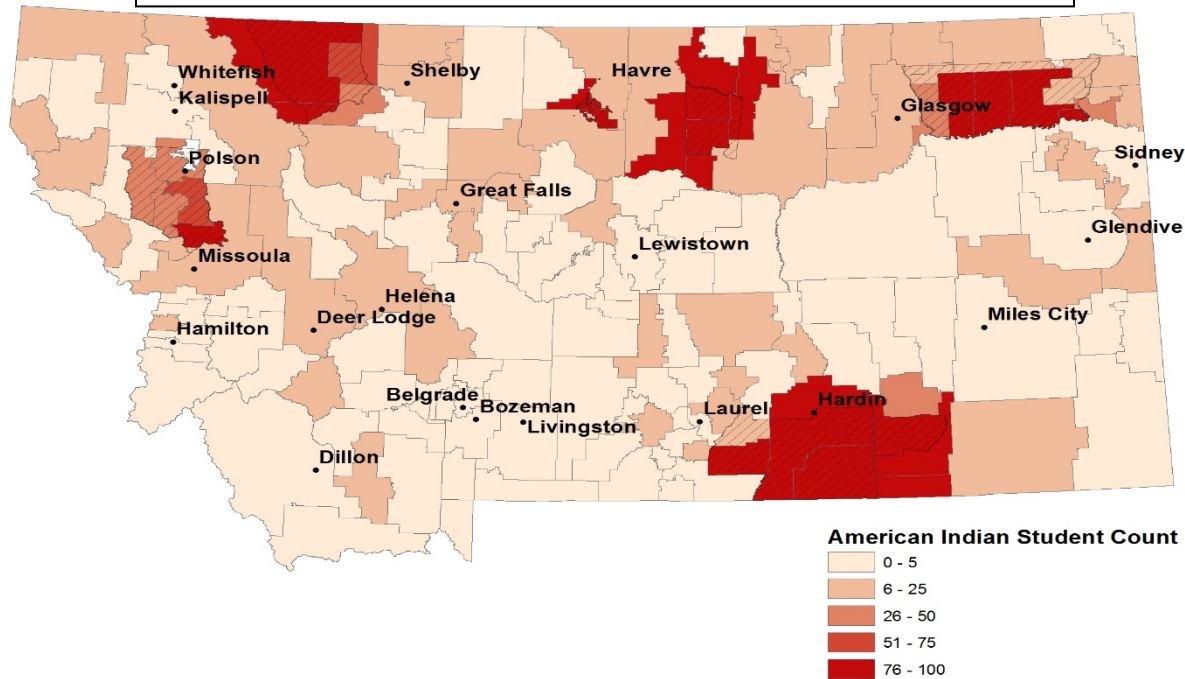 Whitefish
Kalispell
Shelby
Havre
Glasgow
Polson
Sidney
Great Falls
Glendive
Lewistown
Missoula
Helena
Deer Lodge
Miles City
Hamilton
Belgrade
Bozeman
Livingston
Laurel
Hardin
Dillon
American Indian Student Count
0 - 5
6 - 25
26 - 50
51 - 75
76 - 100